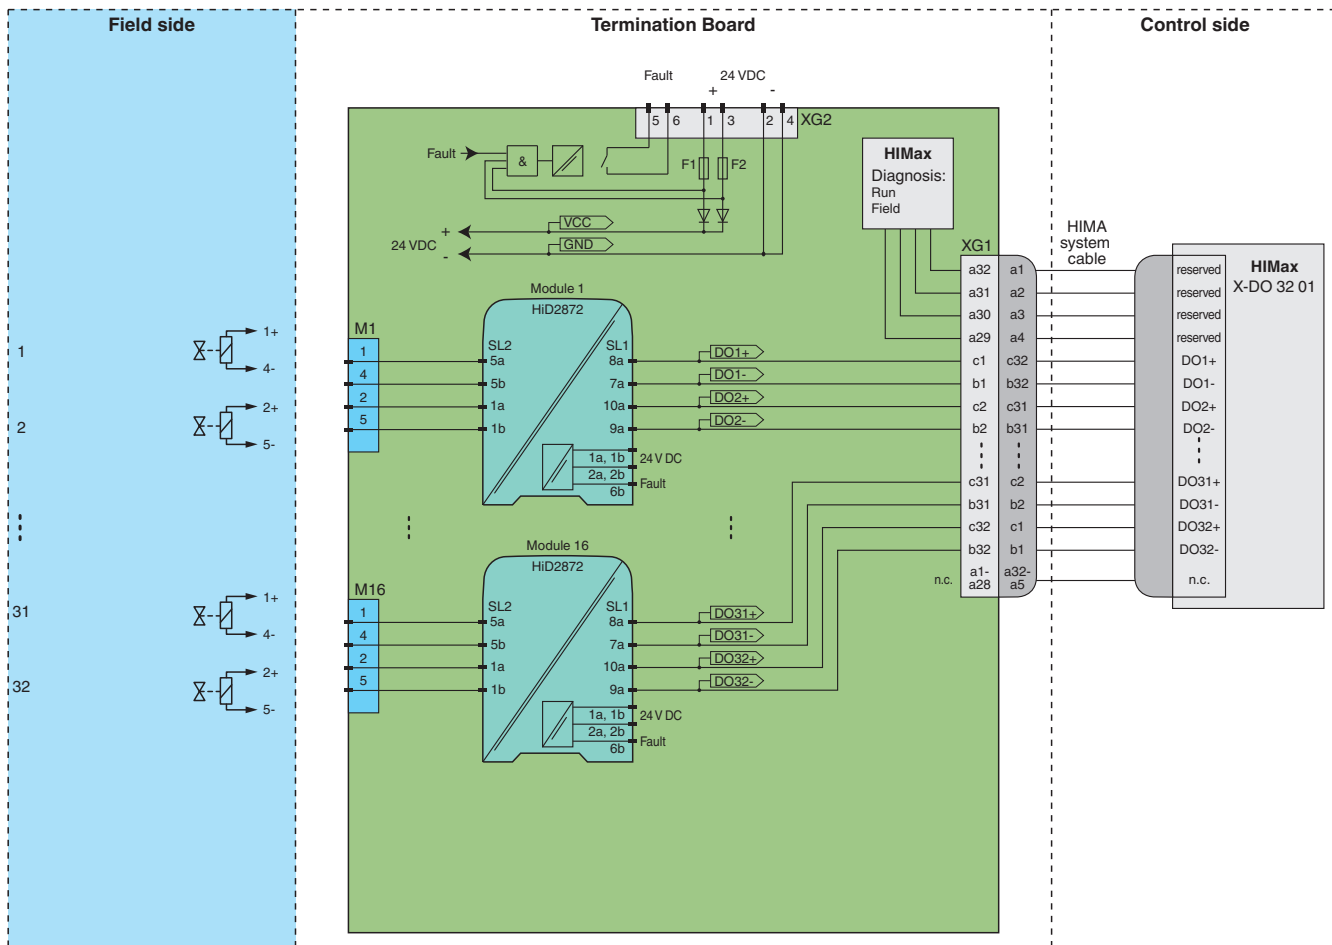 Field side
Termination Board
Control side
Fault
24 VDC
+
-
5
6
1
3
2
4
XG2
Fault
&
F1
F2
HIMax
Diagnosis:
Run
Field
VCC
+
24 VDC
GND
-
HIMA
system
cable
XG1
HIMax
X-DO 32 01
a32 a1 reserved
a31 a2 reserved
a30 a3 reserved
a29 a4 reserved
c1 c32 DO1+
b1 b32 DO1-
c2 c31 DO2+
b2 b31 DO2-
c31 c2 DO31+
b31 b2 DO31-
c32 c1 DO32+
b32 b1 DO32-
n.c. a1- a32- n.c.
a28 a5
Module 1
HiD2872
M1
SL2 SL1
1 5a 8a DO1+
4 5b 7a DO1-
2 1a 10a DO2+
5 1b 9a DO2-
1a, 1b 24 V DC
2a, 2b
Fault
6b
1
1+
4-
2
2+
5-
Module 16
HiD2872
M16
SL2 SL1
1 5a 8a DO31+
4 5b 7a DO31-
2 1a 10a DO32+
5 1b 9a DO32-
1a, 1b 24 V DC
2a, 2b
Fault
6b
31
1+
4-
32
2+
5-